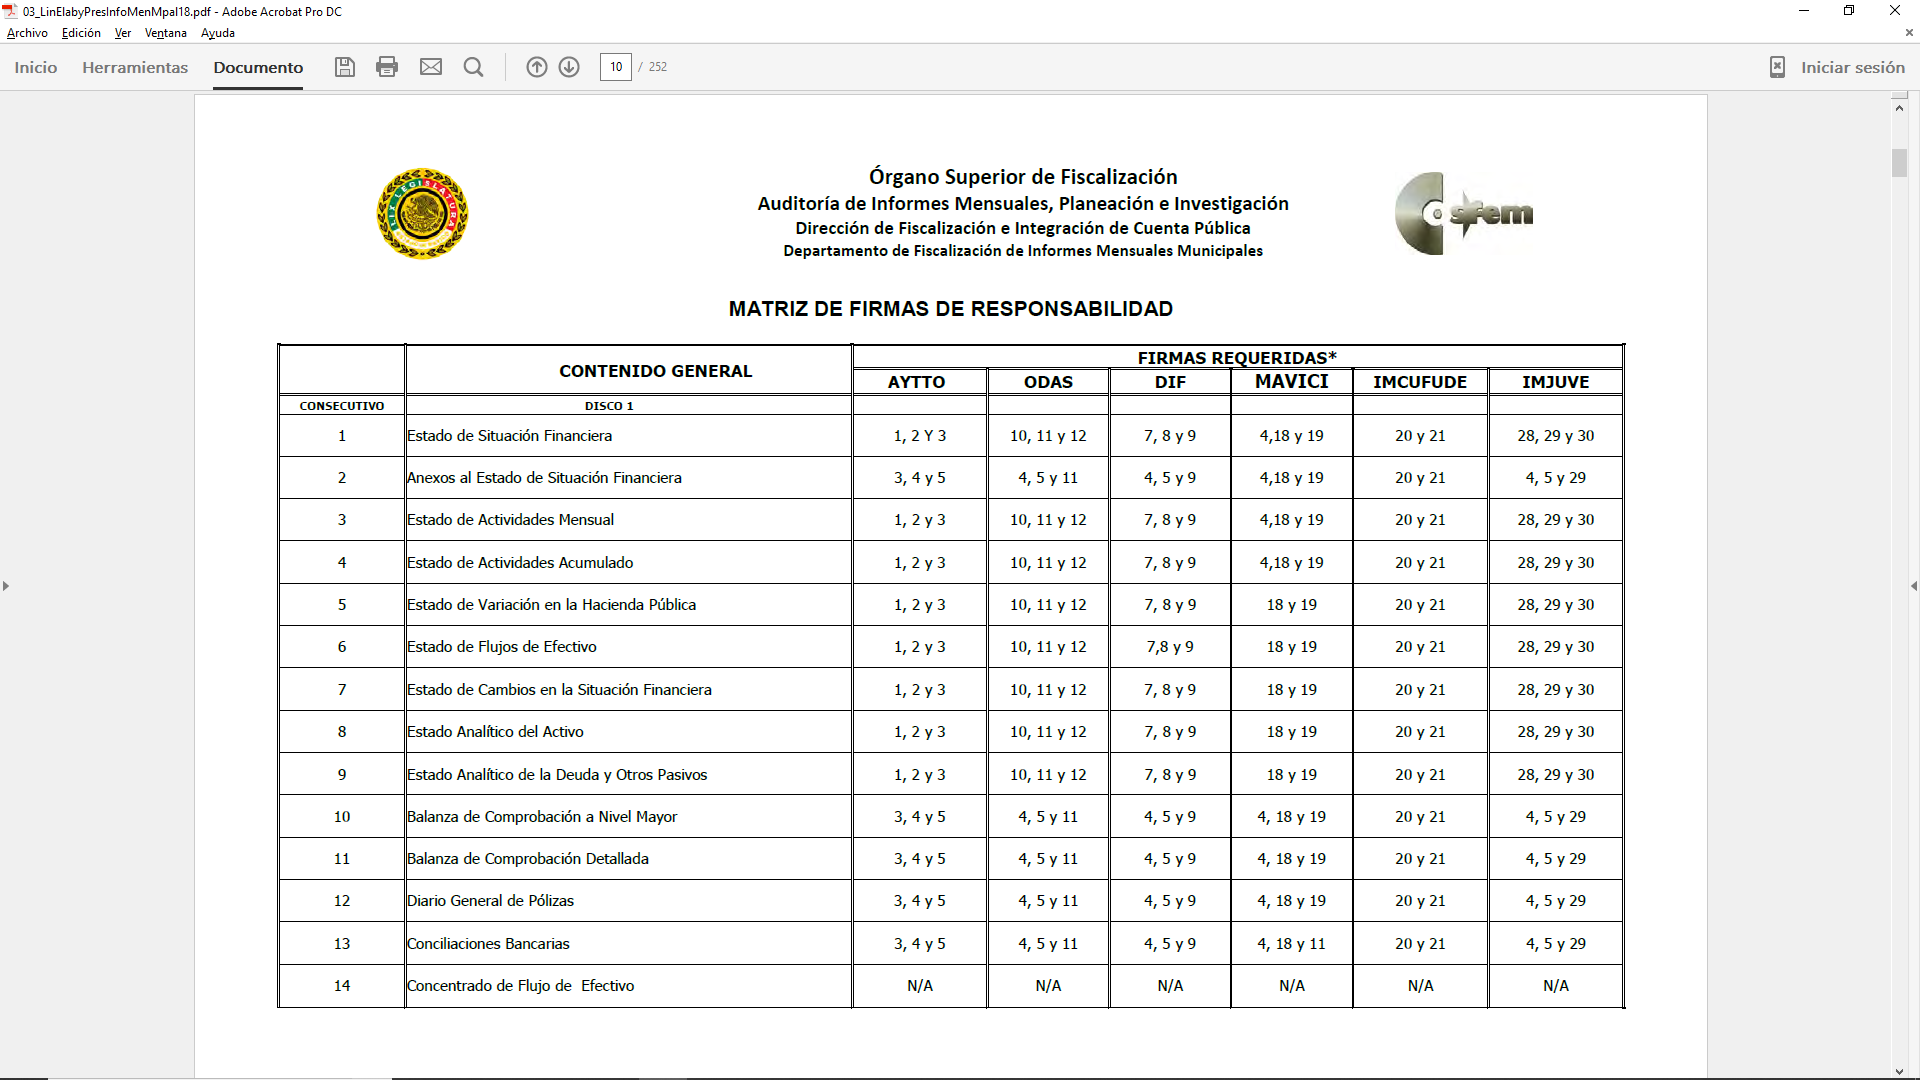 03_LinElabyPresInfoMenMpal18.pdf - Adobe Acrobat Pro DC
Archivo Edición Ver Ventana Ayuda
Inicio Herramientas Documento 10 / 252 Iniciar sesión
LIX LEGISLATURA
Órgano Superior de Fiscalización
Auditoría de Informes Mensuales, Planeación e Investigación
Dirección de Fiscalización e Integración de Cuenta Pública
Departamento de Fiscalización de Informes Mensuales Municipales
osfem
MATRIZ DE FIRMAS DE RESPONSABILIDAD
CONTENIDO GENERAL FIRMAS REQUERIDAS*
AYTTO ODAS DIF MAVICI IMCUFUDE IMJUVE
CONSECUTIVO DISCO 1
1 Estado de Situación Financiera 1, 2 Y 3 10, 11 y 12 7, 8 y 9 4,18 y 19 20 y 21 28, 29 y 30
2 Anexos al Estado de Situación Financiera 3, 4 y 5 4, 5 y 11 4, 5 y 9 4,18 y 19 20 y 21 4, 5 y 29
3 Estado de Actividades Mensual 1, 2 y 3 10, 11 y 12 7, 8 y 9 4,18 y 19 20 y 21 28, 29 y 30
4 Estado de Actividades Acumulado 1, 2 y 3 10, 11 y 12 7, 8 y 9 4,18 y 19 20 y 21 28, 29 y 30
5 Estado de Variación en la Hacienda Pública 1, 2 y 3 10, 11 y 12 7, 8 y 9 18 y 19 20 y 21 28, 29 y 30
6 Estado de Flujos de Efectivo 1, 2 y 3 10, 11 y 12 7,8 y 9 18 y 19 20 y 21 28, 29 y 30
7 Estado de Cambios en la Situación Financiera 1, 2 y 3 10, 11 y 12 7, 8 y 9 18 y 19 20 y 21 28, 29 y 30
8 Estado Analítico del Activo 1, 2 y 3 10, 11 y 12 7, 8 y 9 18 y 19 20 y 21 28, 29 y 30
9 Estado Analítico de la Deuda y Otros Pasivos 1, 2 y 3 10, 11 y 12 7, 8 y 9 18 y 19 20 y 21 28, 29 y 30
10 Balanza de Comprobación a Nivel Mayor 3, 4 y 5 4, 5 y 11 4, 5 y 9 4, 18 y 19 20 y 21 4, 5 y 29
11 Balanza de Comprobación Detallada 3, 4 y 5 4, 5 y 11 4, 5 y 9 4, 18 y 19 20 y 21 4, 5 y 29
12 Diario General de Pólizas 3, 4 y 5 4, 5 y 11 4, 5 y 9 4, 18 y 19 20 y 21 4, 5 y 29
13 Conciliaciones Bancarias 3, 4 y 5 4, 5 y 11 4, 5 y 9 4, 18 y 11 20 y 21 4, 5 y 29
14 Concentrado de Flujo de Efectivo N/A N/A N/A N/A N/A N/A